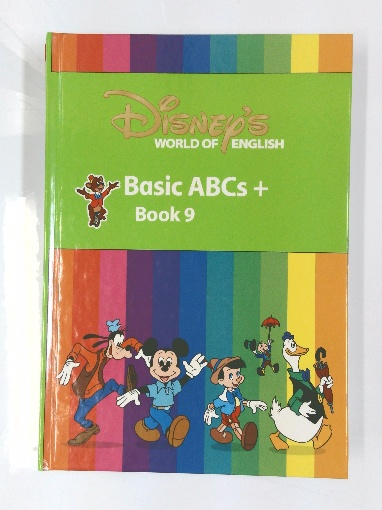 Disney's
WORLD OF ENGLISH
Basic ABCs +
Book 9